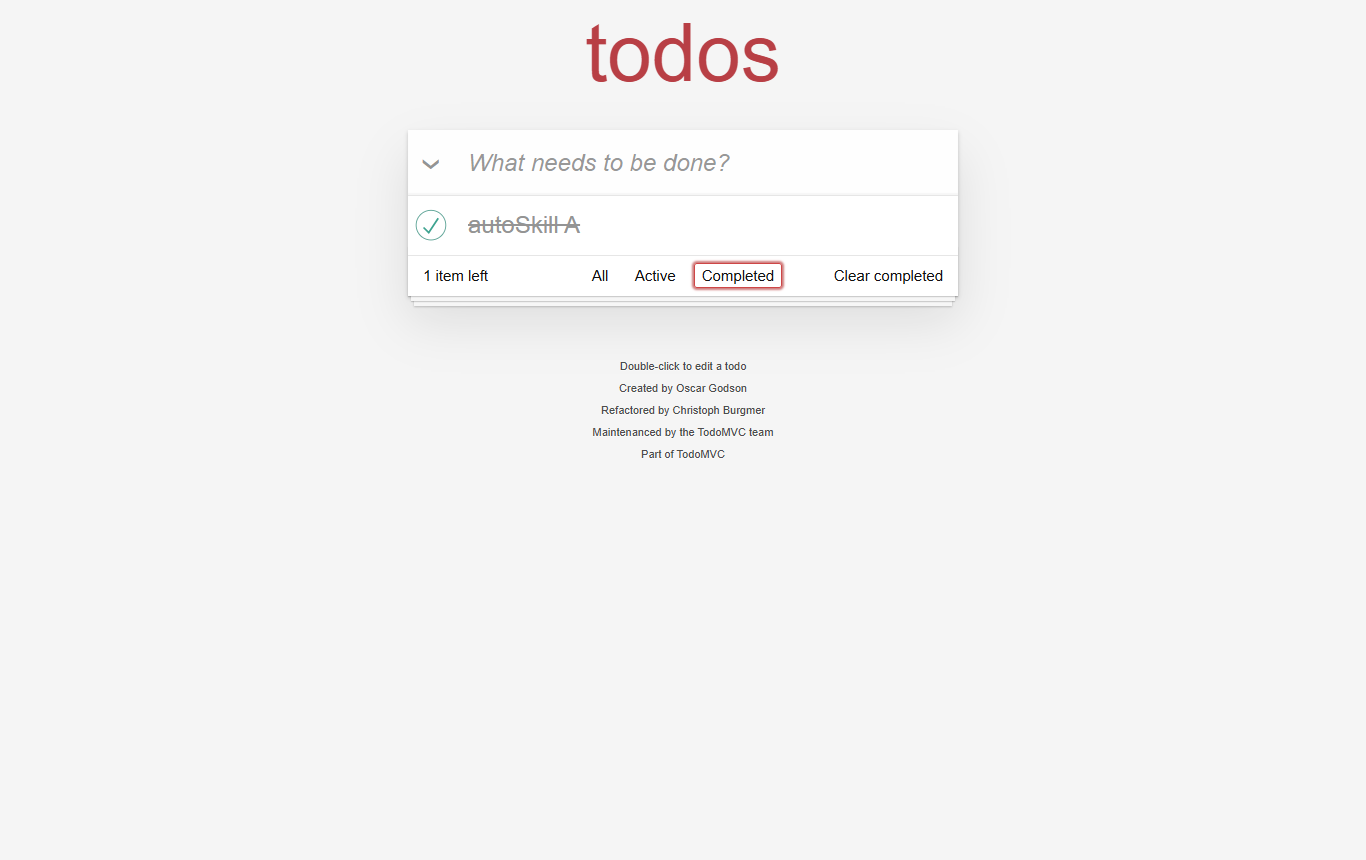 todos
What needs to be done?
autoSkill A
1 item left All Active Completed Clear completed
Double-click to edit a todo
Created by Oscar Godson
Refactored by Christoph Burgmer
Maintenanced by the TodoMVC team
Part of TodoMVC